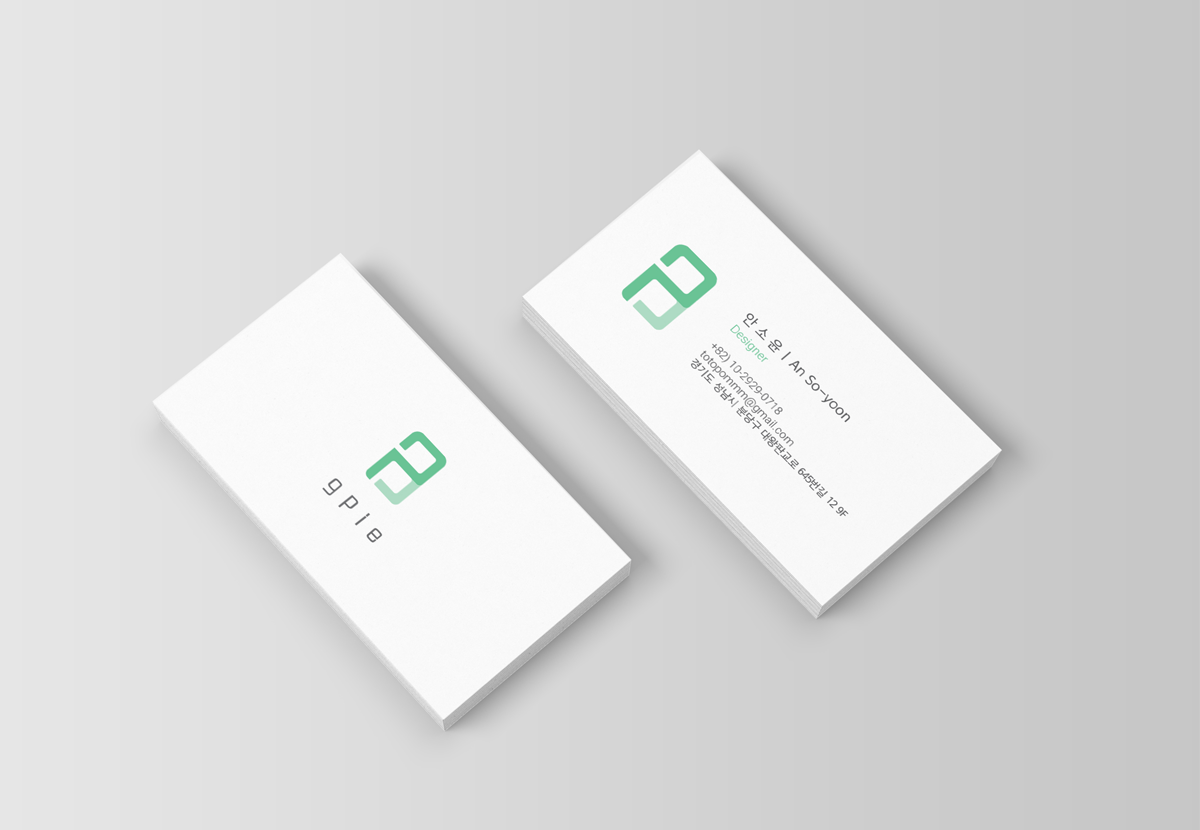 gpie
안 소 윤 | An So-yoon
Designer
+82) 10-2929-0718
totopommm@gmail.com
경기도 성남시 분당구 대왕판교로 645번길 12 9F